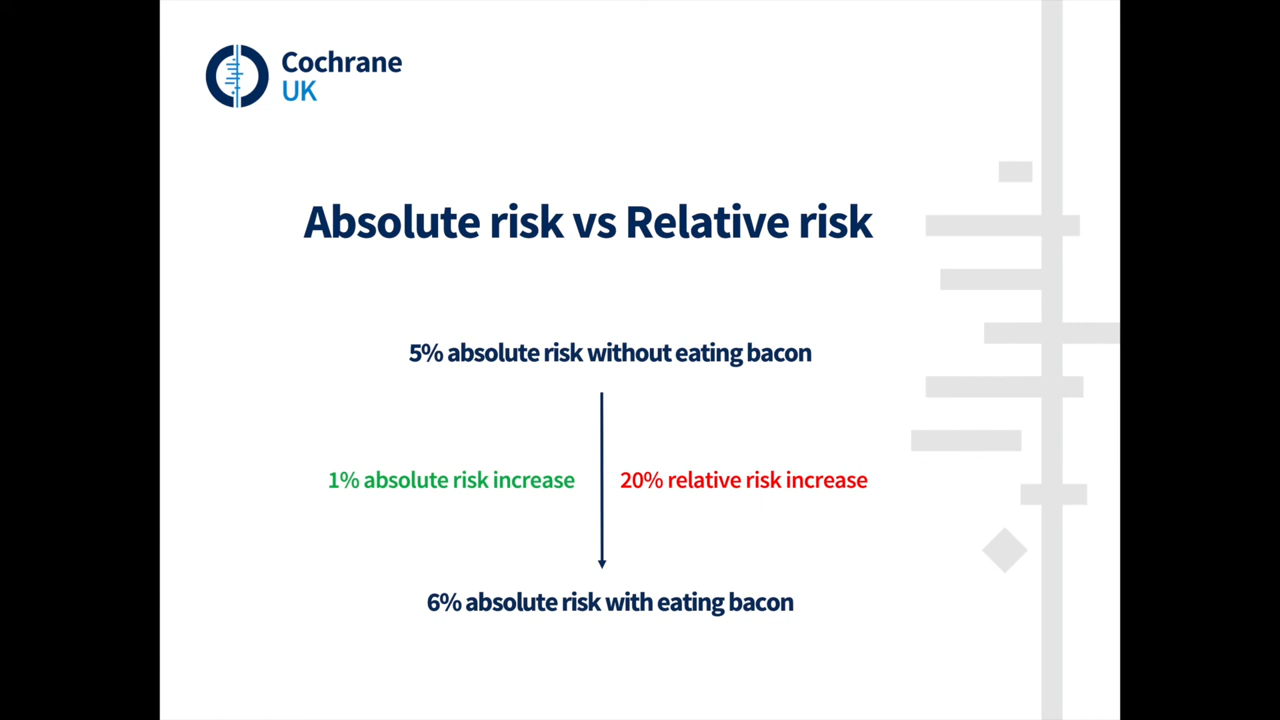 Cochrane
UK
Absolute risk vs Relative risk
5% absolute risk without eating bacon
1% absolute risk increase
20% relative risk increase
6% absolute risk with eating bacon